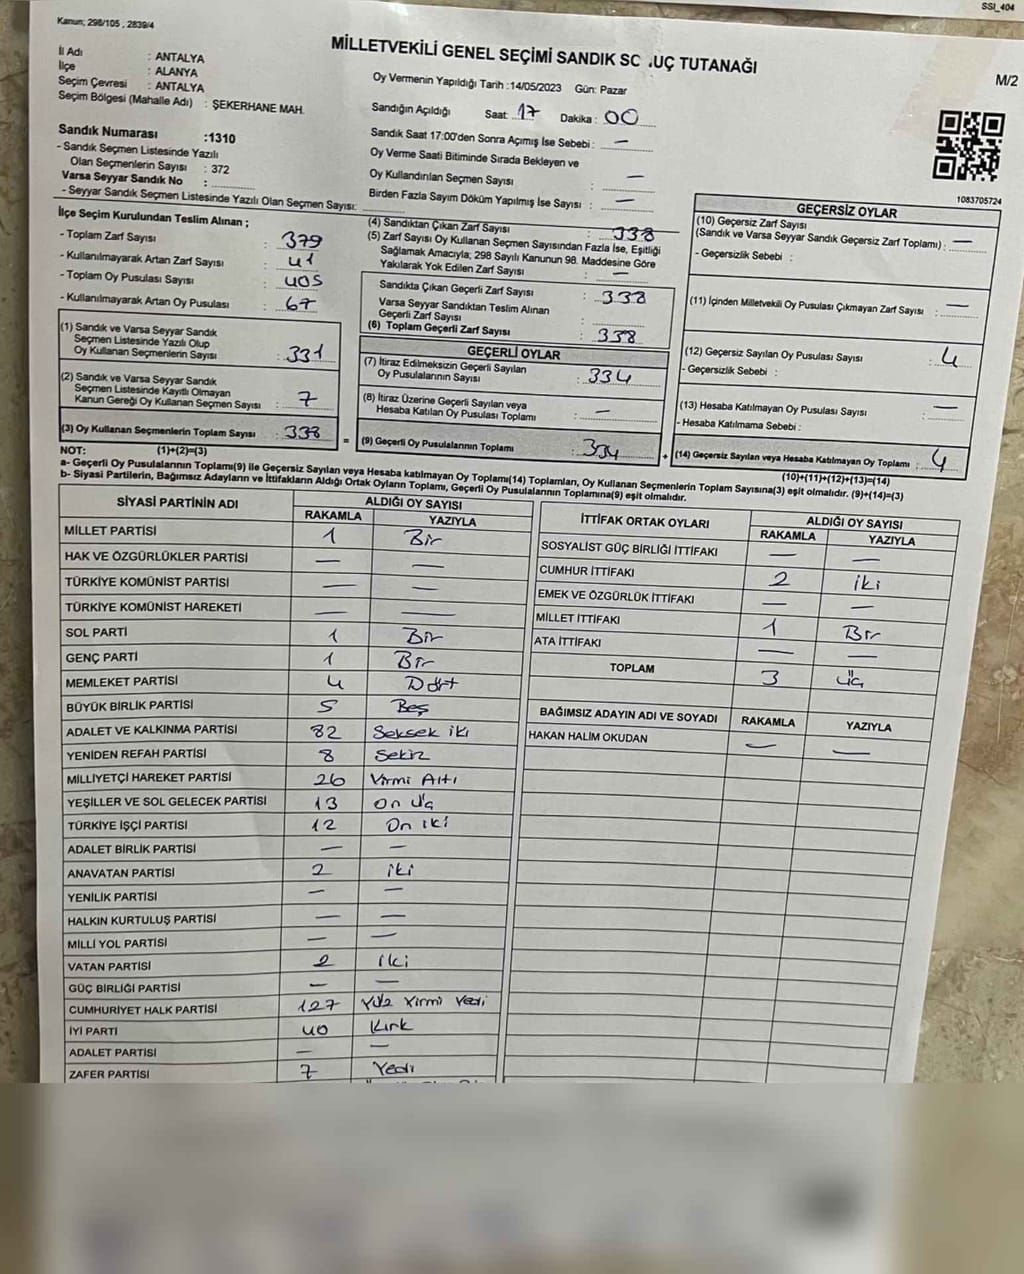 SSI_404
Kanun; 298/105 , 2839/4
MİLLETVEKİLİ GENEL SEÇİMİ SANDIK UÇ TUTANAĞI
M/2
İl Adı : ANTALYA
İlçe : ALANYA
Seçim Çevresi : ANTALYA
Seçim Bölgesi (Mahalle Adı) : ŞEKERHANE MAH.
Sandık Numarası :1310
- Sandık Seçmen Listesinde Yazılı
Olan Seçmenlerin Sayısı : 372
Varsa Seyyar Sandık No :
- Seyyar Sandık Seçmen Listesinde Yazılı Olan Seçmen Sayısı:
Oy Vermenin Yapıldığı Tarih :14/05/2023 Gün: Pazar
Sandığın Açıldığı Saat: 17 Dakika : 00
Sandık Saat 17:00'den Sonra Açımış İse Sebebi : —
Oy Verme Saati Bitiminde Sırada Bekleyen ve
Oy Kullandırılan Seçmen Sayısı : —
Birden Fazla Sayım Döküm Yapılmış İse Sayısı : —
1083705724
İlçe Seçim Kurulundan Teslim Alınan ;
- Toplam Zarf Sayısı : 379
- Kullanılmayarak Artan Zarf Sayısı : 41
- Toplam Oy Pusulası Sayısı : 405
- Kullanılmayarak Artan Oy Pusulası : 67
(1) Sandık ve Varsa Seyyar Sandık
Seçmen Listesinde Yazılı Olup
Oy Kullanan Seçmenlerin Sayısı : 331
(2) Sandık ve Varsa Seyyar Sandık
Seçmen Listesinde Kayıtlı Olmayan
Kanun Gereği Oy Kullanan Seçmen Sayısı : 7
(3) Oy Kullanan Seçmenlerin Toplam Sayısı : 338
(4) Sandıktan Çıkan Zarf Sayısı : 338
(5) Zarf Sayısı Oy Kullanan Seçmen Sayısından Fazla İse, Eşitliği
Sağlamak Amacıyla; 298 Sayılı Kanunun 98. Maddesine Göre
Yakılarak Yok Edilen Zarf Sayısı : —
Sandıkta Çıkan Geçerli Zarf Sayısı : 338
Varsa Seyyar Sandıktan Teslim Alınan
Geçerli Zarf Sayısı :
(6) Toplam Geçerli Zarf Sayısı : 338
GEÇERLİ OYLAR
(7) İtiraz Edilmeksizin Geçerli Sayılan
Oy Pusulalarının Sayısı : 334
(8) İtiraz Üzerine Geçerli Sayılan veya
Hesaba Katılan Oy Pusulası Toplamı : —
= (9) Geçerli Oy Pusulalarının Toplamı : 334 +
GEÇERSİZ OYLAR
(10) Geçersiz Zarf Sayısı
(Sandık ve Varsa Seyyar Sandık Geçersiz Zarf Toplamı) : —
- Geçersizlik Sebebi :
(11) İçinden Milletvekili Oy Pusulası Çıkmayan Zarf Sayısı : —
(12) Geçersiz Sayılan Oy Pusulası Sayısı : 4
- Geçersizlik Sebebi :
(13) Hesaba Katılmayan Oy Pusulası Sayısı : —
- Hesaba Katılmama Sebebi :
(14) Geçersiz Sayılan veya Hesaba Katılmayan Oy Toplamı : 4
NOT: (1)+(2)=(3)
(10)+(11)+(12)+(13)=(14)
a- Geçerli Oy Pusulalarının Toplamı(9) ile Geçersiz Sayılan veya Hesaba katılmayan Oy Toplamı(14) Toplamları, Oy Kullanan Seçmenlerin Toplam Sayısına(3) eşit olmalıdır. (9)+(14)=(3)
b- Siyasi Partilerin, Bağımsız Adayların ve İttifakların Aldığı Ortak Oyların Toplamı, Geçerli Oy Pusulalarının Toplamına(9) eşit olmalıdır.
SİYASİ PARTİNİN ADI ALDIĞI OY SAYISI
RAKAMLA YAZIYLA
MİLLET PARTİSİ 1 Bir
HAK VE ÖZGÜRLÜKLER PARTİSİ — —
TÜRKİYE KOMÜNİST PARTİSİ — —
TÜRKİYE KOMÜNİST HAREKETİ — —
SOL PARTİ 1 Bir
GENÇ PARTİ 1 Bir
MEMLEKET PARTİSİ 4 Dört
BÜYÜK BİRLİK PARTİSİ 5 Beş
ADALET VE KALKINMA PARTİSİ 82 Seksek iki
YENİDEN REFAH PARTİSİ 8 Sekiz
MİLLİYETÇİ HAREKET PARTİSİ 26 Yirmi Altı
YEŞİLLER VE SOL GELECEK PARTİSİ 13 On Üç
TÜRKİYE İŞÇİ PARTİSİ 12 On iki
ADALET BİRLİK PARTİSİ — —
ANAVATAN PARTİSİ 2 iki
YENİLİK PARTİSİ — —
HALKIN KURTULUŞ PARTİSİ — —
MİLLİ YOL PARTİSİ — —
VATAN PARTİSİ 2 iki
GÜÇ BİRLİĞİ PARTİSİ — —
CUMHURİYET HALK PARTİSİ 127 Yüz Yirmi Yedi
İYİ PARTİ 40 Kırk
ADALET PARTİSİ — —
ZAFER PARTİSİ 7 Yedi
İTTİFAK ORTAK OYLARI ALDIĞI OY SAYISI
RAKAMLA YAZIYLA
SOSYALİST GÜÇ BİRLİĞİ İTTİFAKI — —
CUMHUR İTTİFAKI 2 iki
EMEK VE ÖZGÜRLÜK İTTİFAKI — —
MİLLET İTTİFAKI 1 Bir
ATA İTTİFAKI — —
TOPLAM 3 Üç
BAĞIMSIZ ADAYIN ADI VE SOYADI RAKAMLA YAZIYLA
HAKAN HALİM OKUDAN — —